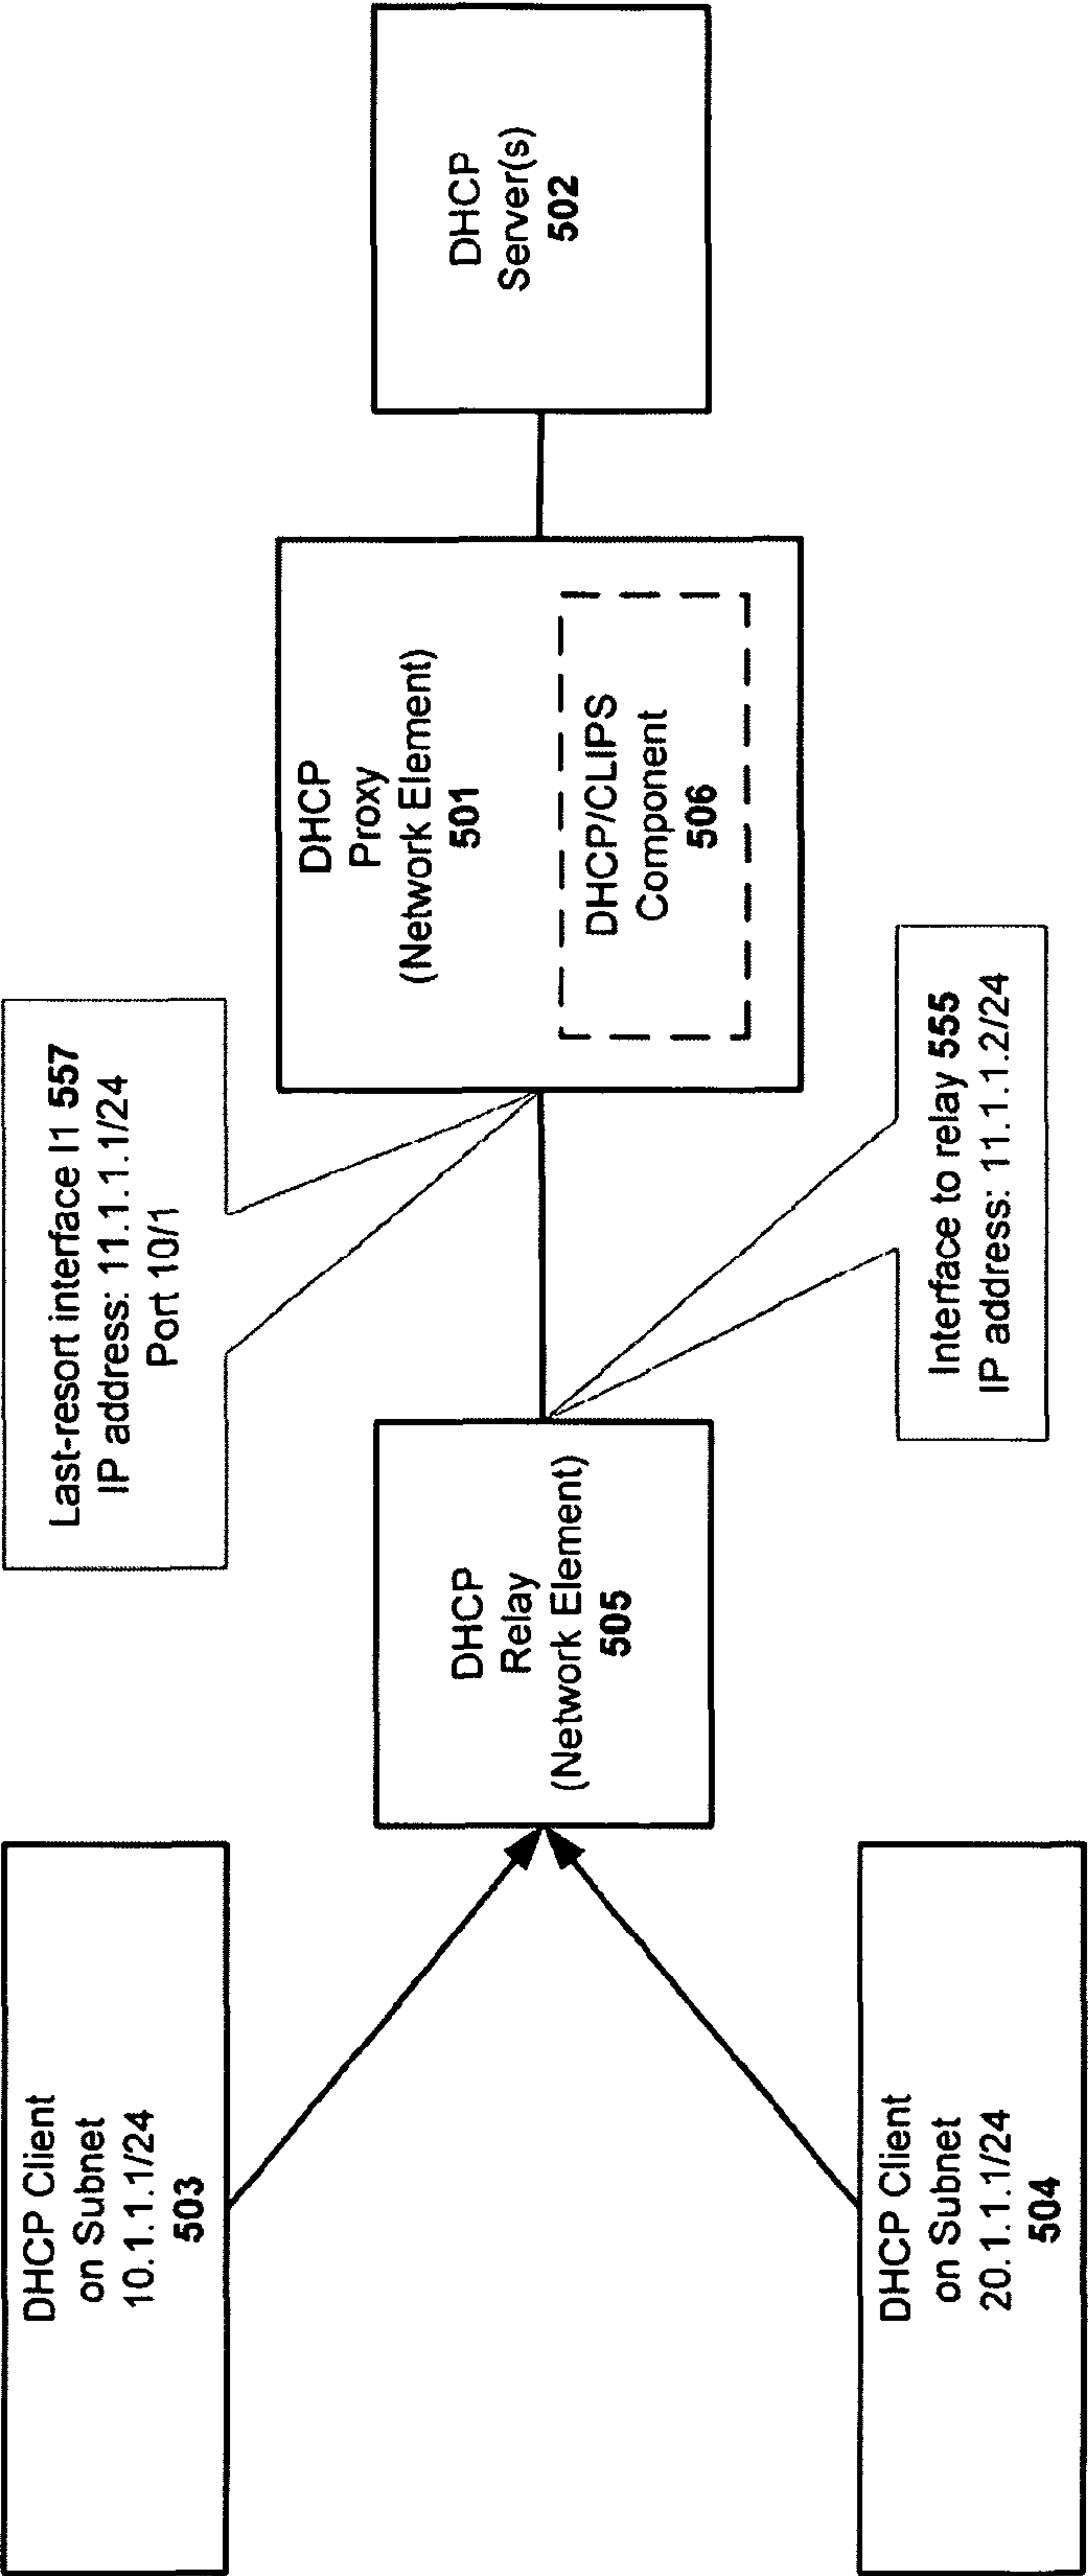 DHCP Client
on Subnet
10.1.1.1/24
503
DHCP Client
on Subnet
20.1.1.1/24
504
DHCP
Relay
(Network Element)
505
Last-resort interface I1 557
IP address: 11.1.1.1/24
Port 10/1
Interface to relay 555
IP address: 11.1.1.2/24
DHCP
Proxy
(Network Element)
501
DHCP/CLIPS
Component
506
DHCP
Server(s)
502